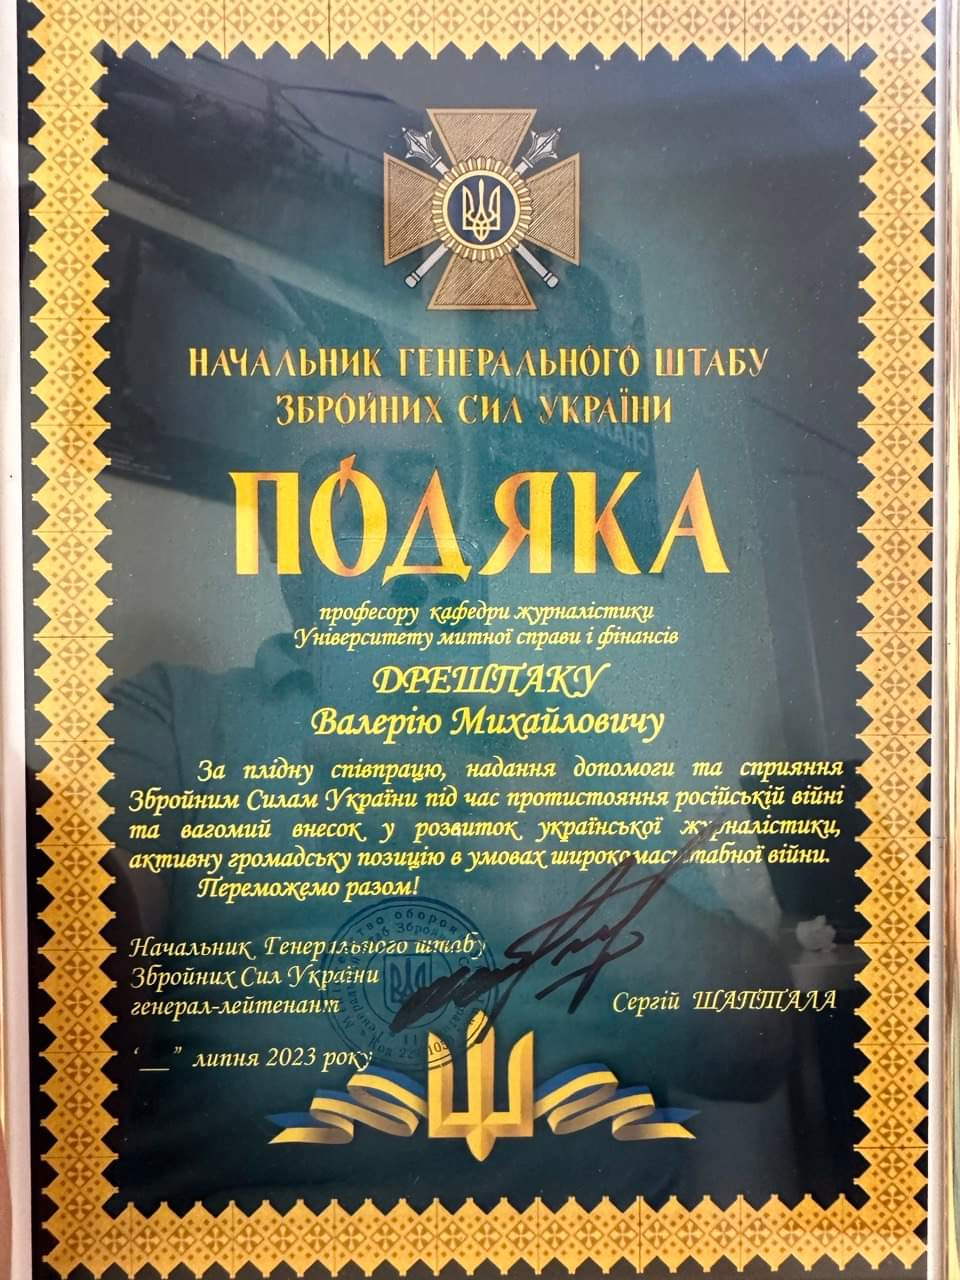 НАЧАЛЬНИК ГЕНЕРАЛЬНОГО ШТАБУ
ЗБРОЙНИХ СИЛ УКРАЇНИ
ПОДЯКА
професору кафедри журналістики
Університету митної справи і фінансів
ДРЕШПАКУ
Валерію Михайловичу
За плідну співпрацю, надання допомоги та сприяння
Збройним Силам України під час протистояння російській війні
та вагомий внесок у розвиток української журналістики,
активну громадську позицію в умовах широкомасштабної війни.
Переможемо разом!
Начальник Генерального штабу
Збройних Сил України
генерал-лейтенант
Сергій ШАПТАЛА
‘__” липня 2023 року